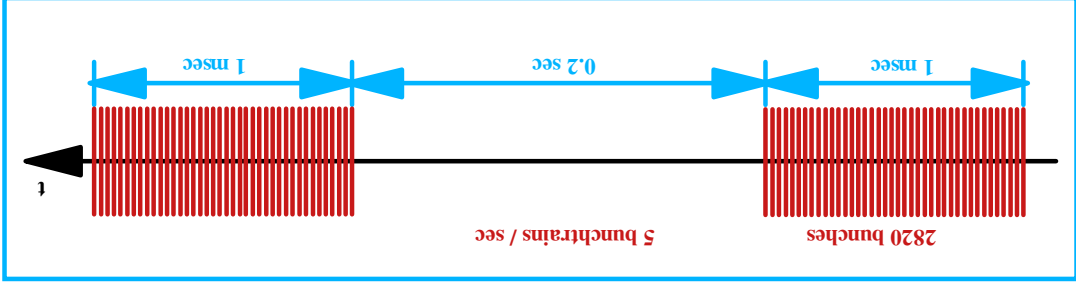 2820 bunches
5 bunchtrains / sec
t
1 msec
0.2 sec
1 msec